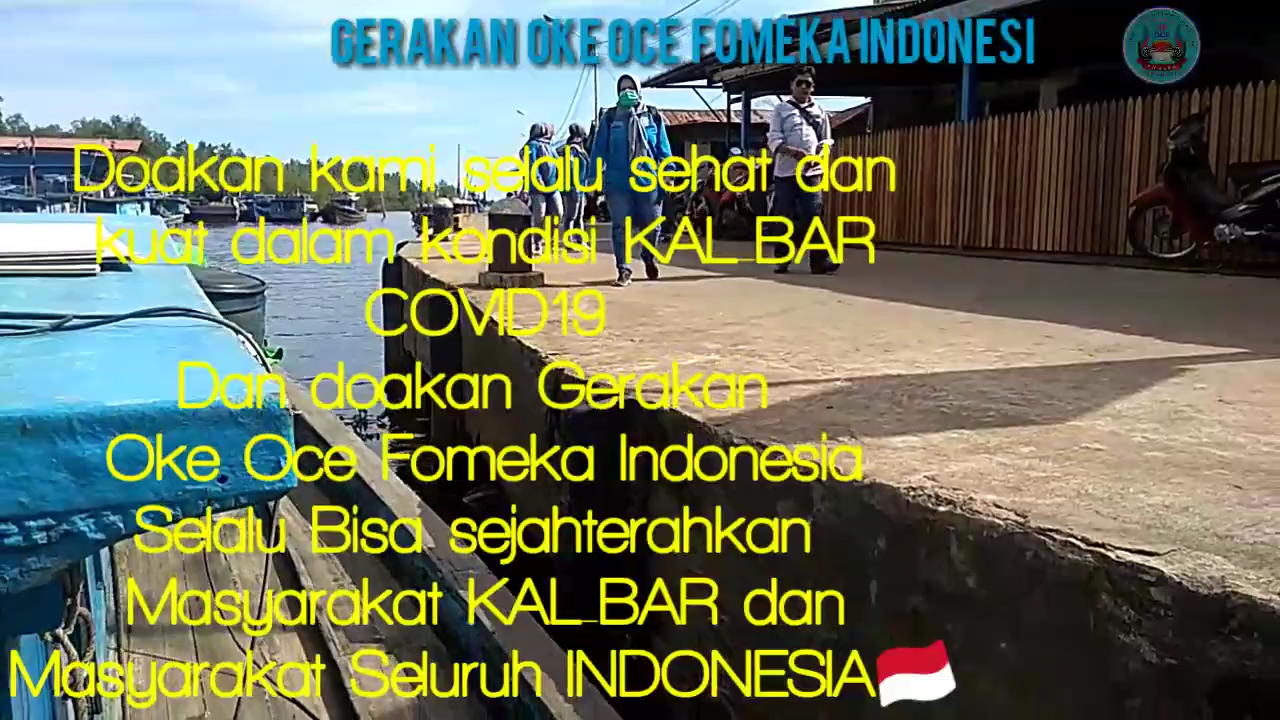 GERAKAN OKE OCE FOMEKA INDONESI
Doakan kami selalu sehat dan
kuat dalam kondisi KAL-BAR
COVID19
Dan doakan Gerakan
Oke Oce Fomeka Indonesia
Selalu Bisa sejahterahkan
Masyarakat KAL-BAR dan
Masyarakat Seluruh INDONESIA🇮🇩